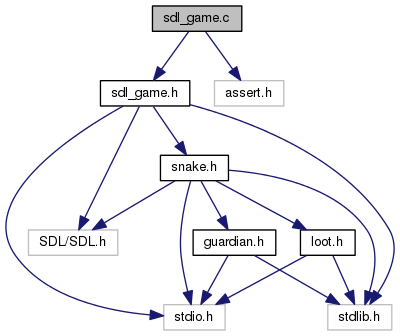 sdl_game.c
sdl_game.h
assert.h
snake.h
SDL/SDL.h
guardian.h
loot.h
stdio.h
stdlib.h